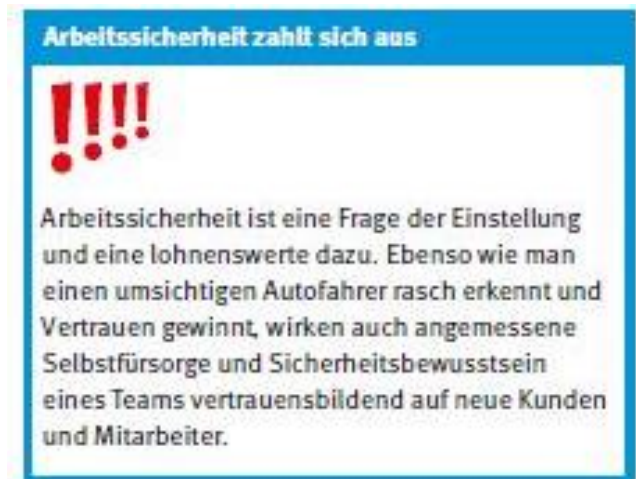 Arbeitssicherheit zahlt sich aus
!!!!
Arbeitssicherheit ist eine Frage der Einstellung
und eine lohnenswerte dazu. Ebenso wie man
einen umsichtigen Autofahrer rasch erkennt und
Vertrauen gewinnt, wirken auch angemessene
Selbstfürsorge und Sicherheitsbewusstsein
eines Teams vertrauensbildend auf neue Kunden
und Mitarbeiter.